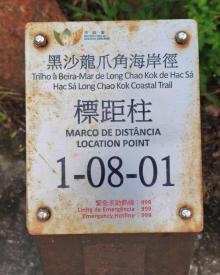 黑沙龍爪角海岸徑
Trilho à Beira-Mar de Long Chao Kok de Hac Sá
Hac Sá Long Chao Kok Coastal Trail
標距柱
MARCO DE DISTÂNCIA
LOCATION POINT
1-08-01
緊急求助熱線：999
Linha de Emergência : 999
Emergency Hotline : 999